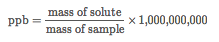 ppb = mass of solute / mass of sample × 1,000,000,000